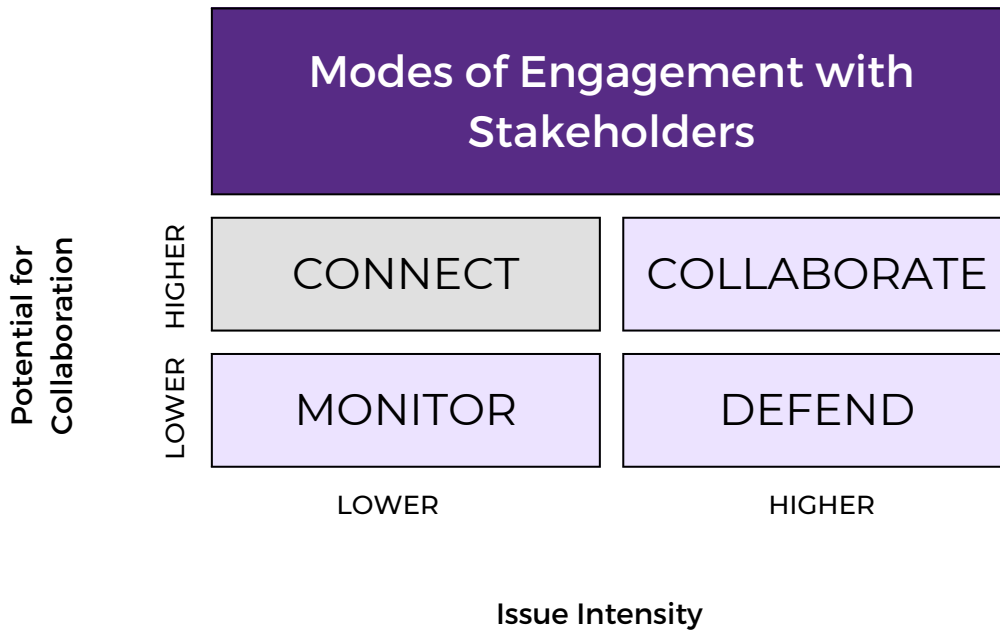 Modes of Engagement with
Stakeholders
Potential for
Collaboration
HIGHER
CONNECT
COLLABORATE
LOWER
MONITOR
DEFEND
LOWER
HIGHER
Issue Intensity